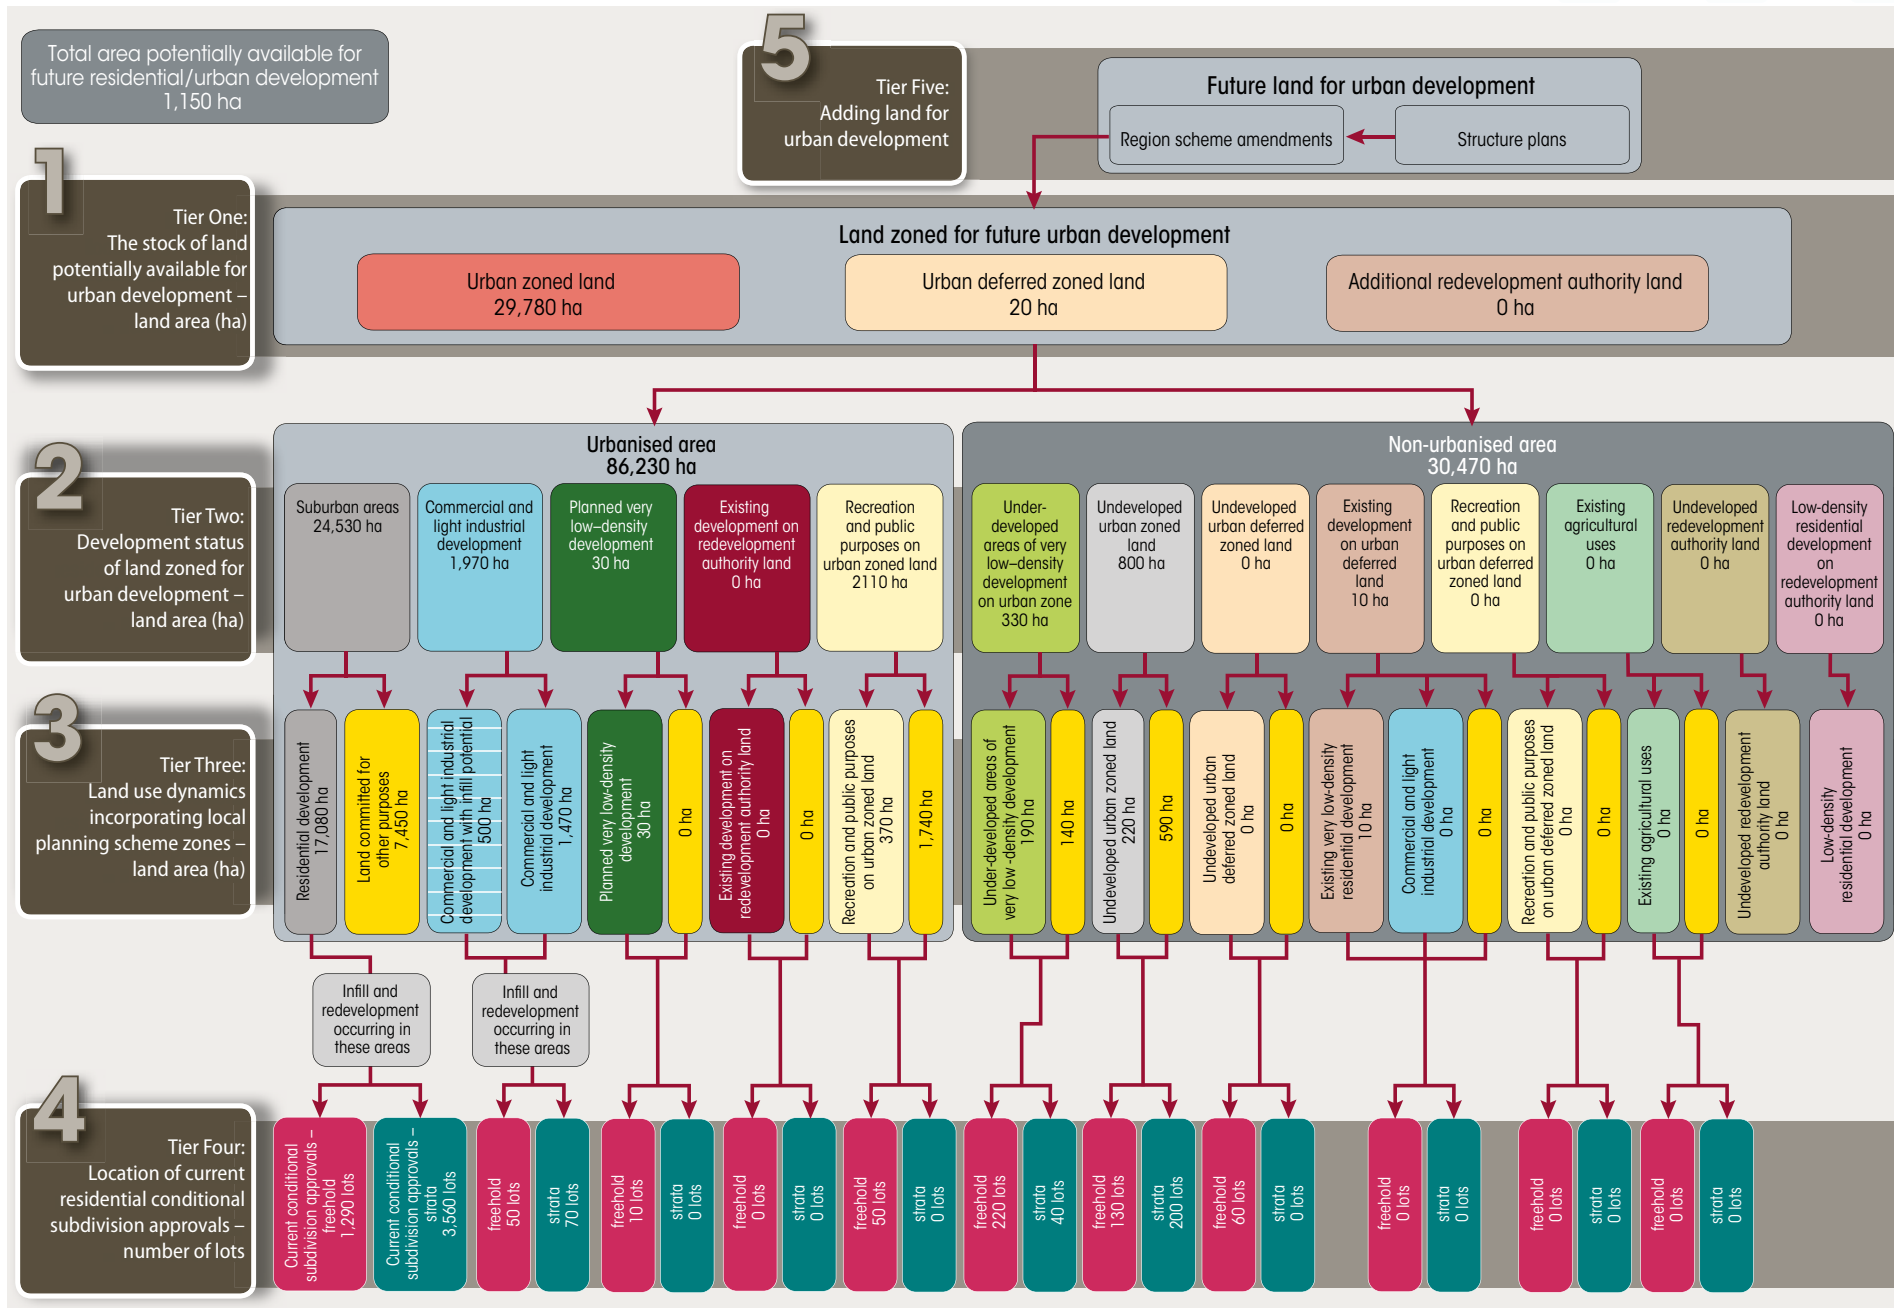 Total area potentially available for
future residential/urban development
1,150 ha
5
Tier Five:
Adding land for
urban development
Future land for urban development
Region scheme amendments
Structure plans
1
Tier One:
The stock of land
potentially available for
urban development –
land area (ha)
Land zoned for future urban development
Urban zoned land
29,780 ha
Urban deferred zoned land
20 ha
Additional redevelopment authority land
0 ha
2
Tier Two:
Development status
of land zoned for
urban development –
land area (ha)
Urbanised area
86,230 ha
Suburban areas
24,530 ha
Commercial and
light industrial
development
1,970 ha
Planned very
low–density
development
30 ha
Existing
development on
redevelopment
authority land
0 ha
Recreation
and public
purposes on
urban zoned land
2110 ha
Non-urbanised area
30,470 ha
Under-
developed
areas of very
low–density
development
on urban zone
330 ha
Undeveloped
urban zoned
land
800 ha
Undeveloped
urban deferred
zoned land
0 ha
Existing
development
on urban
deferred
land
10 ha
Recreation
and public
purposes on
urban deferred
zoned land
0 ha
Existing
agricultural
uses
0 ha
Undeveloped
redevelopment
authority land
0 ha
Low-density
residential
development
on
redevelopment
authority land
0 ha
3
Tier Three:
Land use dynamics
incorporating local
planning scheme zones –
land area (ha)
Residential development
17,080 ha
Land committed for
other purposes
7,450 ha
Commercial and light industrial
development with infill potential
500 ha
Commercial and light
industrial development
1,470 ha
Planned very low-density
development
30 ha
0 ha
Existing development on
redevelopment authority land
0 ha
0 ha
Recreation and public purposes
on urban zoned land
370 ha
1,740 ha
Under-developed areas of
very low -density development
190 ha
140 ha
Undeveloped urban zoned land
220 ha
590 ha
Undeveloped urban
deferred zoned land
0 ha
0 ha
Existing very low-density
residential development
10 ha
Commercial and light
industrial development
0 ha
0 ha
Recreation and public purposes
on urban deferred zoned land
0 ha
0 ha
Existing agricultural uses
0 ha
0 ha
Undeveloped redevelopment
authority land
0 ha
Low-density
residential development
0 ha
Infill and
redevelopment
occurring in
these areas
Infill and
redevelopment
occurring in
these areas
4
Tier Four:
Location of current
residential conditional
subdivision approvals –
number of lots
Current conditional
subdivision approvals –
freehold
1,290 lots
Current conditional
subdivision approvals –
strata
3,560 lots
freehold
50 lots
strata
70 lots
freehold
10 lots
strata
0 lots
freehold
0 lots
strata
0 lots
freehold
50 lots
strata
0 lots
freehold
220 lots
strata
40 lots
freehold
130 lots
strata
200 lots
freehold
60 lots
strata
0 lots
freehold
0 lots
strata
0 lots
freehold
0 lots
strata
0 lots
freehold
0 lots
strata
0 lots